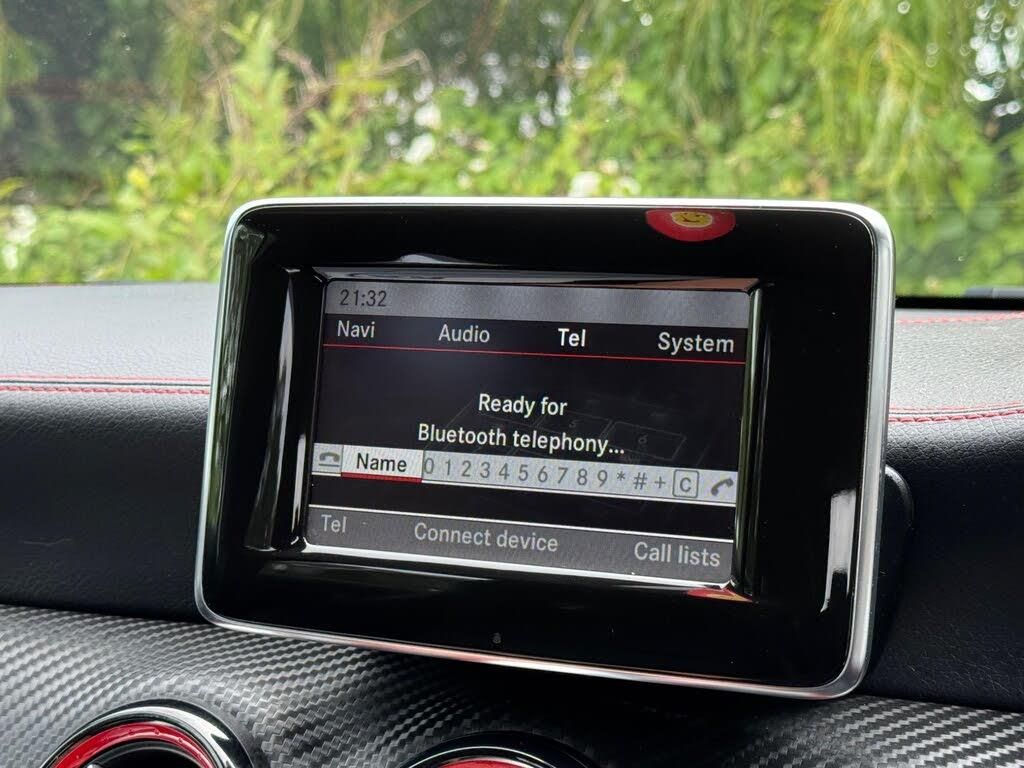 21:32
Navi Audio Tel System
Ready for
Bluetooth telephony...
Name 0 1 2 3 4 5 6 7 8 9 * # + C
Tel Connect device Call lists